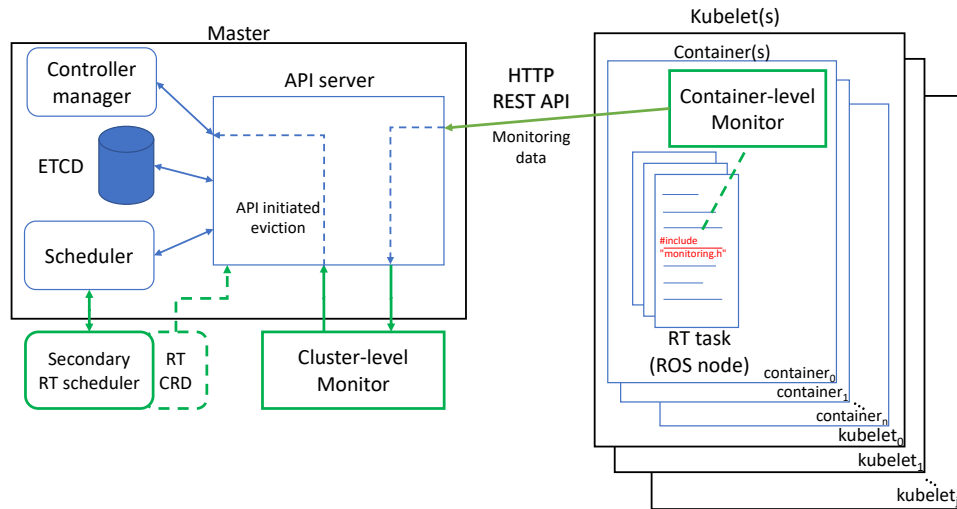 Master
Controller
manager
ETCD
Scheduler
API server
API initiated
eviction
Secondary
RT scheduler
RT
CRD
Cluster-level
Monitor
HTTP
REST API
Monitoring
data
Kubelet(s)
Container(s)
Container-level
Monitor
#include
"monitoring.h"
RT task
(ROS node)
container0
container1
...
containern
kubelet0
kubelet1
...
kubelet